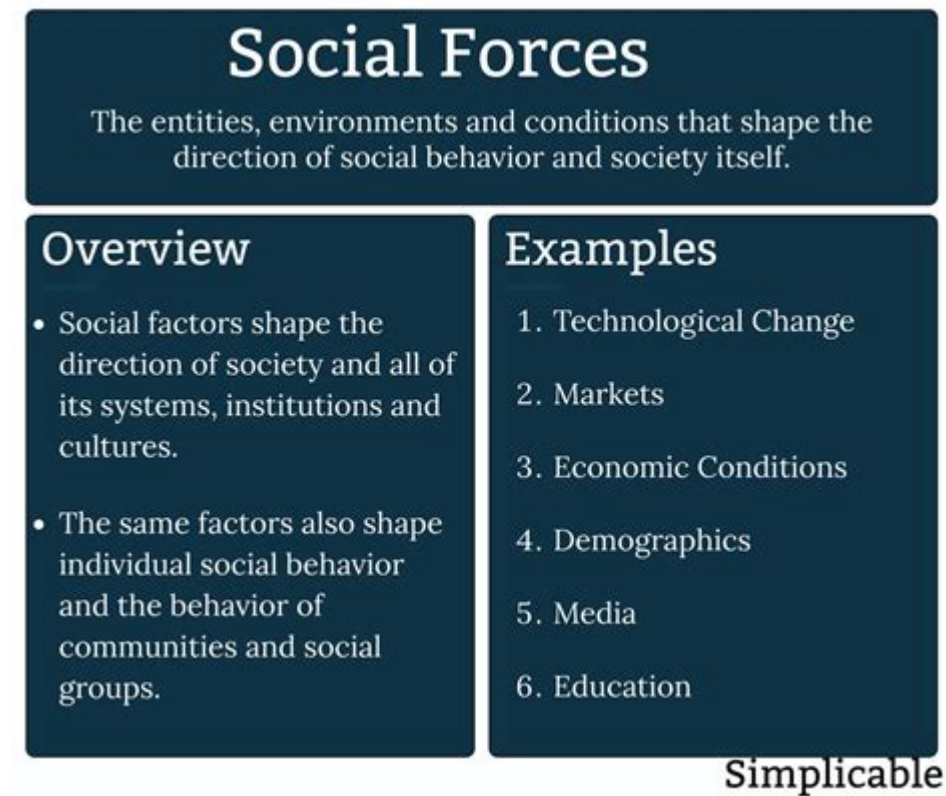 Social Forces
The entities, environments and conditions that shape the
direction of social behavior and society itself.
Overview
• Social factors shape the
direction of society and all of
its systems, institutions and
cultures.
• The same factors also shape
individual social behavior
and the behavior of
communities and social
groups.
Examples
1. Technological Change
2. Markets
3. Economic Conditions
4. Demographics
5. Media
6. Education
Simplicable